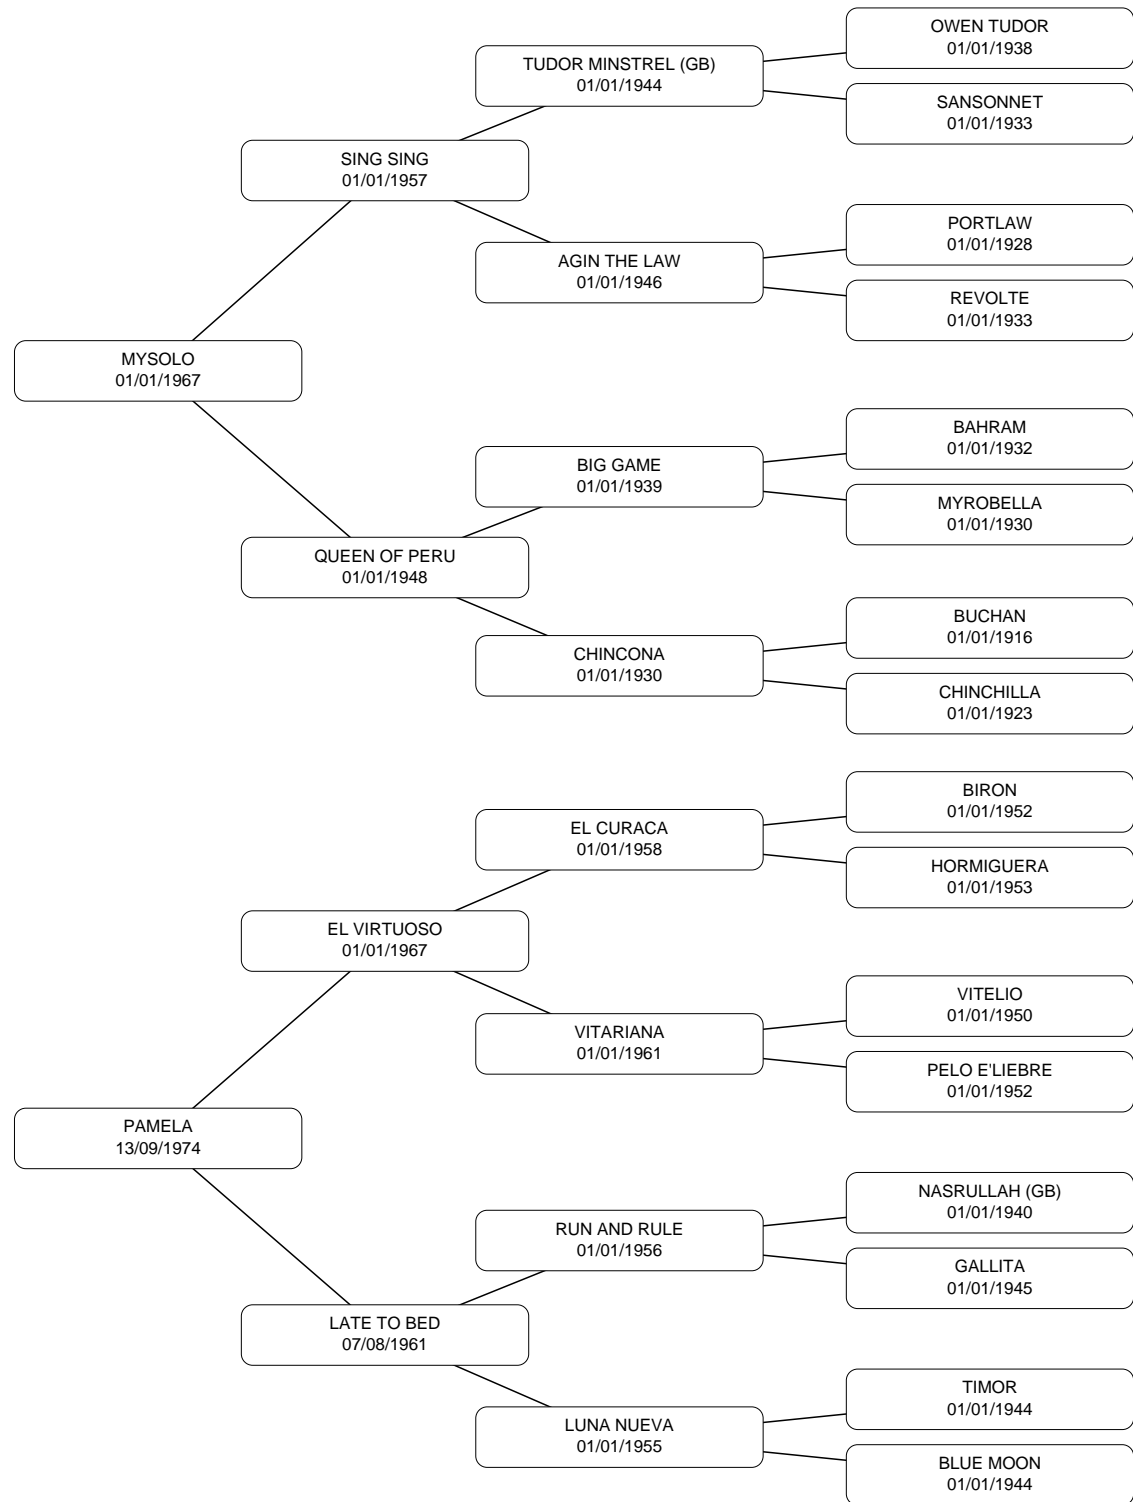 OWEN TUDOR
01/01/1938
TUDOR MINSTREL (GB)
01/01/1944
SANSONNET
01/01/1933
SING SING
01/01/1957
PORTLAW
01/01/1928
AGIN THE LAW
01/01/1946
REVOLTE
01/01/1933
MYSOLO
01/01/1967
BAHRAM
01/01/1932
BIG GAME
01/01/1939
MYROBELLA
01/01/1930
QUEEN OF PERU
01/01/1948
BUCHAN
01/01/1916
CHINCONA
01/01/1930
CHINCHILLA
01/01/1923
BIRON
01/01/1952
EL CURACA
01/01/1958
HORMIGUERA
01/01/1953
EL VIRTUOSO
01/01/1967
VITELIO
01/01/1950
VITARIANA
01/01/1961
PELO E'LIEBRE
01/01/1952
PAMELA
13/09/1974
NASRULLAH (GB)
01/01/1940
RUN AND RULE
01/01/1956
GALLITA
01/01/1945
LATE TO BED
07/08/1961
TIMOR
01/01/1944
LUNA NUEVA
01/01/1955
BLUE MOON
01/01/1944